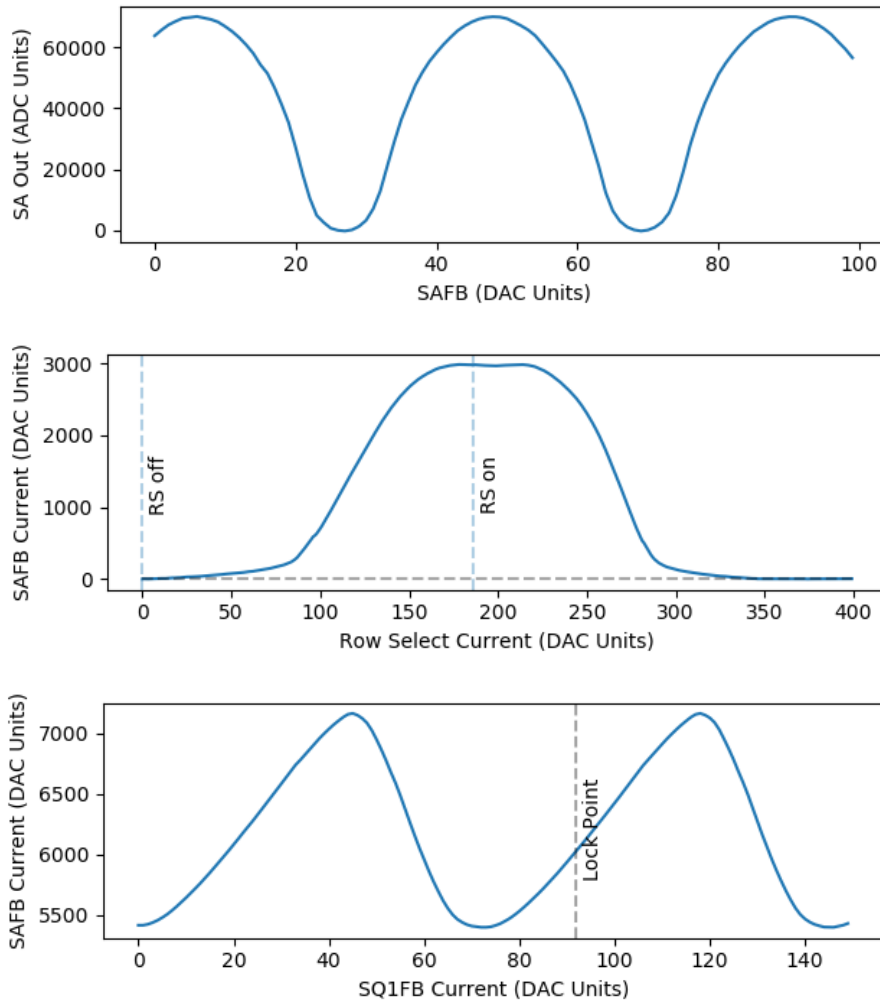 SA Out (ADC Units)
60000
40000
20000
0
0 20 40 60 80 100
SAFB (DAC Units)
SAFB Current (DAC Units)
3000
2000
1000
0
RS off
RS on
0 50 100 150 200 250 300 350 400
Row Select Current (DAC Units)
SAFB Current (DAC Units)
7000
6500
6000
5500
Lock Point
0 20 40 60 80 100 120 140
SQ1FB Current (DAC Units)